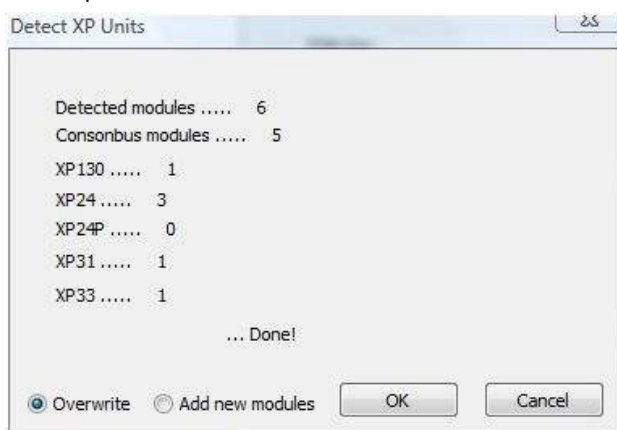 Detect XP Units
Detected modules ..... 6
Consonbus modules ..... 5
XP130 ..... 1
XP24 ..... 3
XP24P ..... 0
XP31 ..... 1
XP33 ..... 1
... Done!
Overwrite Add new modules OK Cancel